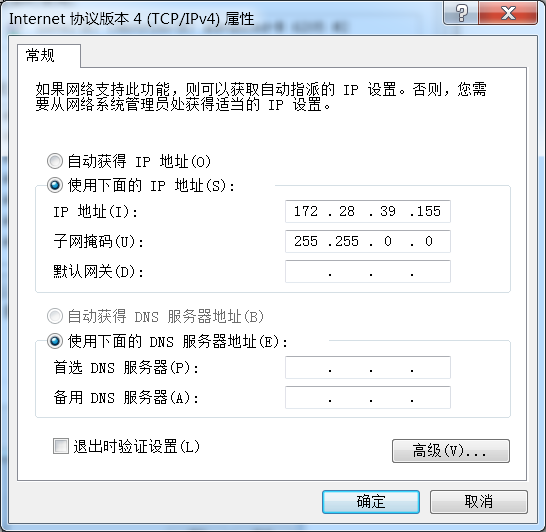 Internet 协议版本 4 (TCP/IPv4) 属性
常规
如果网络支持此功能，则可以获取自动指派的 IP 设置。否则，您需
要从网络系统管理员处获得适当的 IP 设置。
自动获得 IP 地址(O)
使用下面的 IP 地址(S):
IP 地址(I): 172 . 28 . 39 .155
子网掩码(U): 255 .255 . 0 . 0
默认网关(D): . . .
自动获得 DNS 服务器地址(B)
使用下面的 DNS 服务器地址(E):
首选 DNS 服务器(P): . . .
备用 DNS 服务器(A): . . .
退出时验证设置(L)
高级(V)...
确定 取消